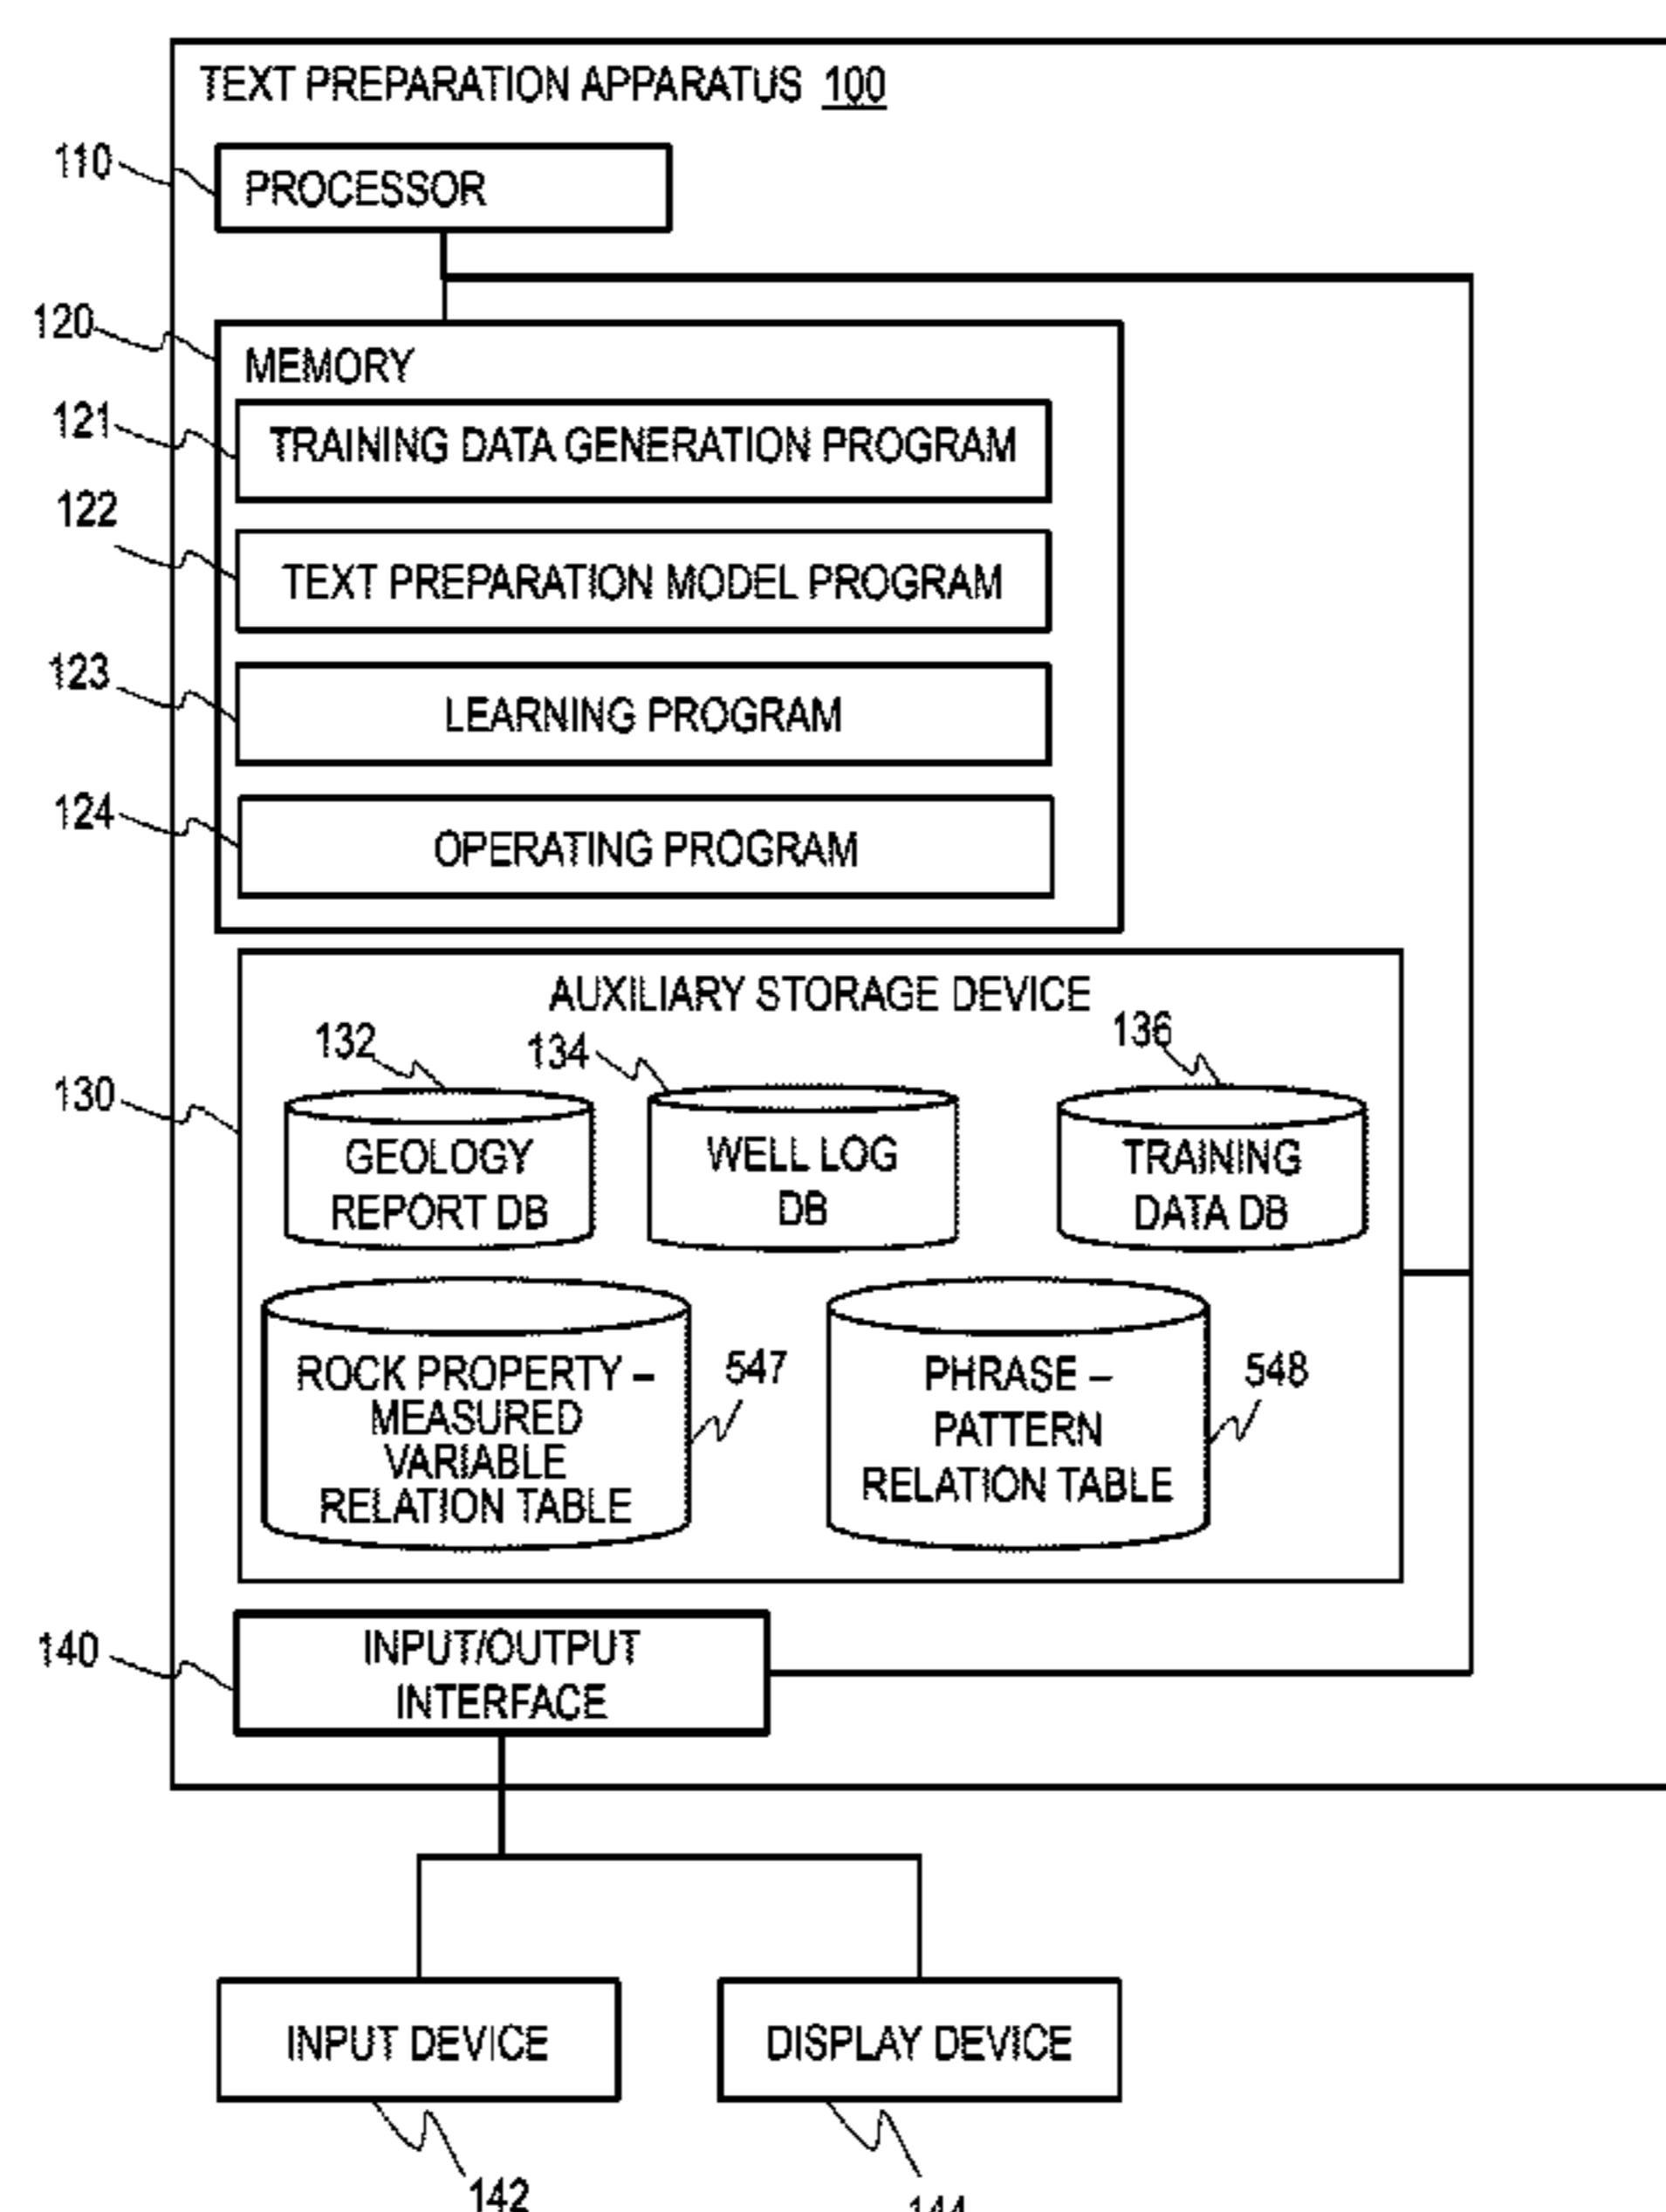 TEXT PREPARATION APPARATUS 100
110
PROCESSOR
120
MEMORY
121
TRAINING DATA GENERATION PROGRAM
122
TEXT PREPARATION MODEL PROGRAM
123
LEARNING PROGRAM
124
OPERATING PROGRAM
AUXILIARY STORAGE DEVICE
132
134
136
130
GEOLOGY
REPORT DB
WELL LOG
DB
TRAINING
DATA DB
ROCK PROPERTY –
MEASURED
VARIABLE
RELATION TABLE
547
PHRASE –
PATTERN
RELATION TABLE
548
140
INPUT/OUTPUT
INTERFACE
INPUT DEVICE
DISPLAY DEVICE
142
144